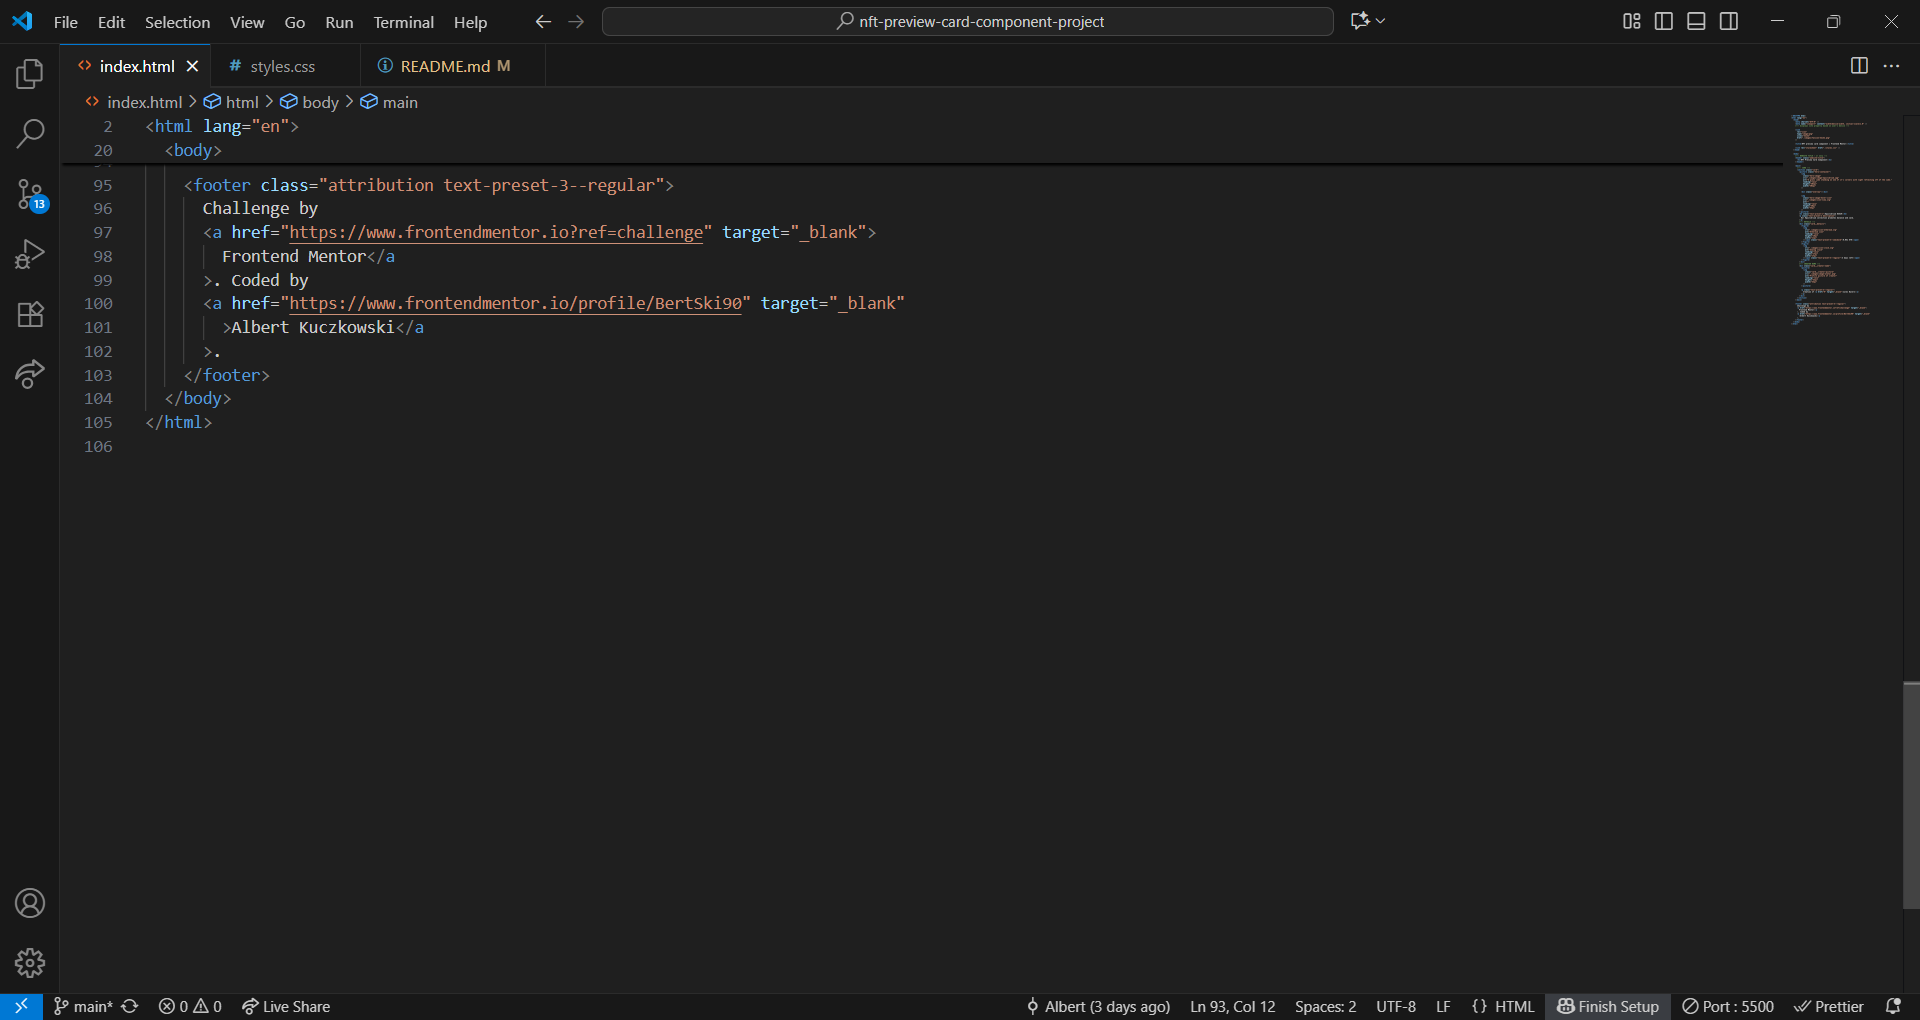 File Edit Selection View Go Run Terminal Help nft-preview-card-component-project
index.html styles.css README.md M
index.html > html > body > main
2 <html lang="en">
20 <body>
95 <footer class="attribution text-preset-3--regular">
96 Challenge by
97 <a href="https://www.frontendmentor.io?ref=challenge" target="_blank">
98 Frontend Mentor</a
99 >. Coded by
100 <a href="https://www.frontendmentor.io/profile/BertSki90" target="_blank"
101 >Albert Kuczkowski</a
102 >.
103 </footer>
104 </body>
105 </html>
106
13
main* 0 0 Live Share Albert (3 days ago) Ln 93, Col 12 Spaces: 2 UTF-8 LF {} HTML Finish Setup Port : 5500 Prettier